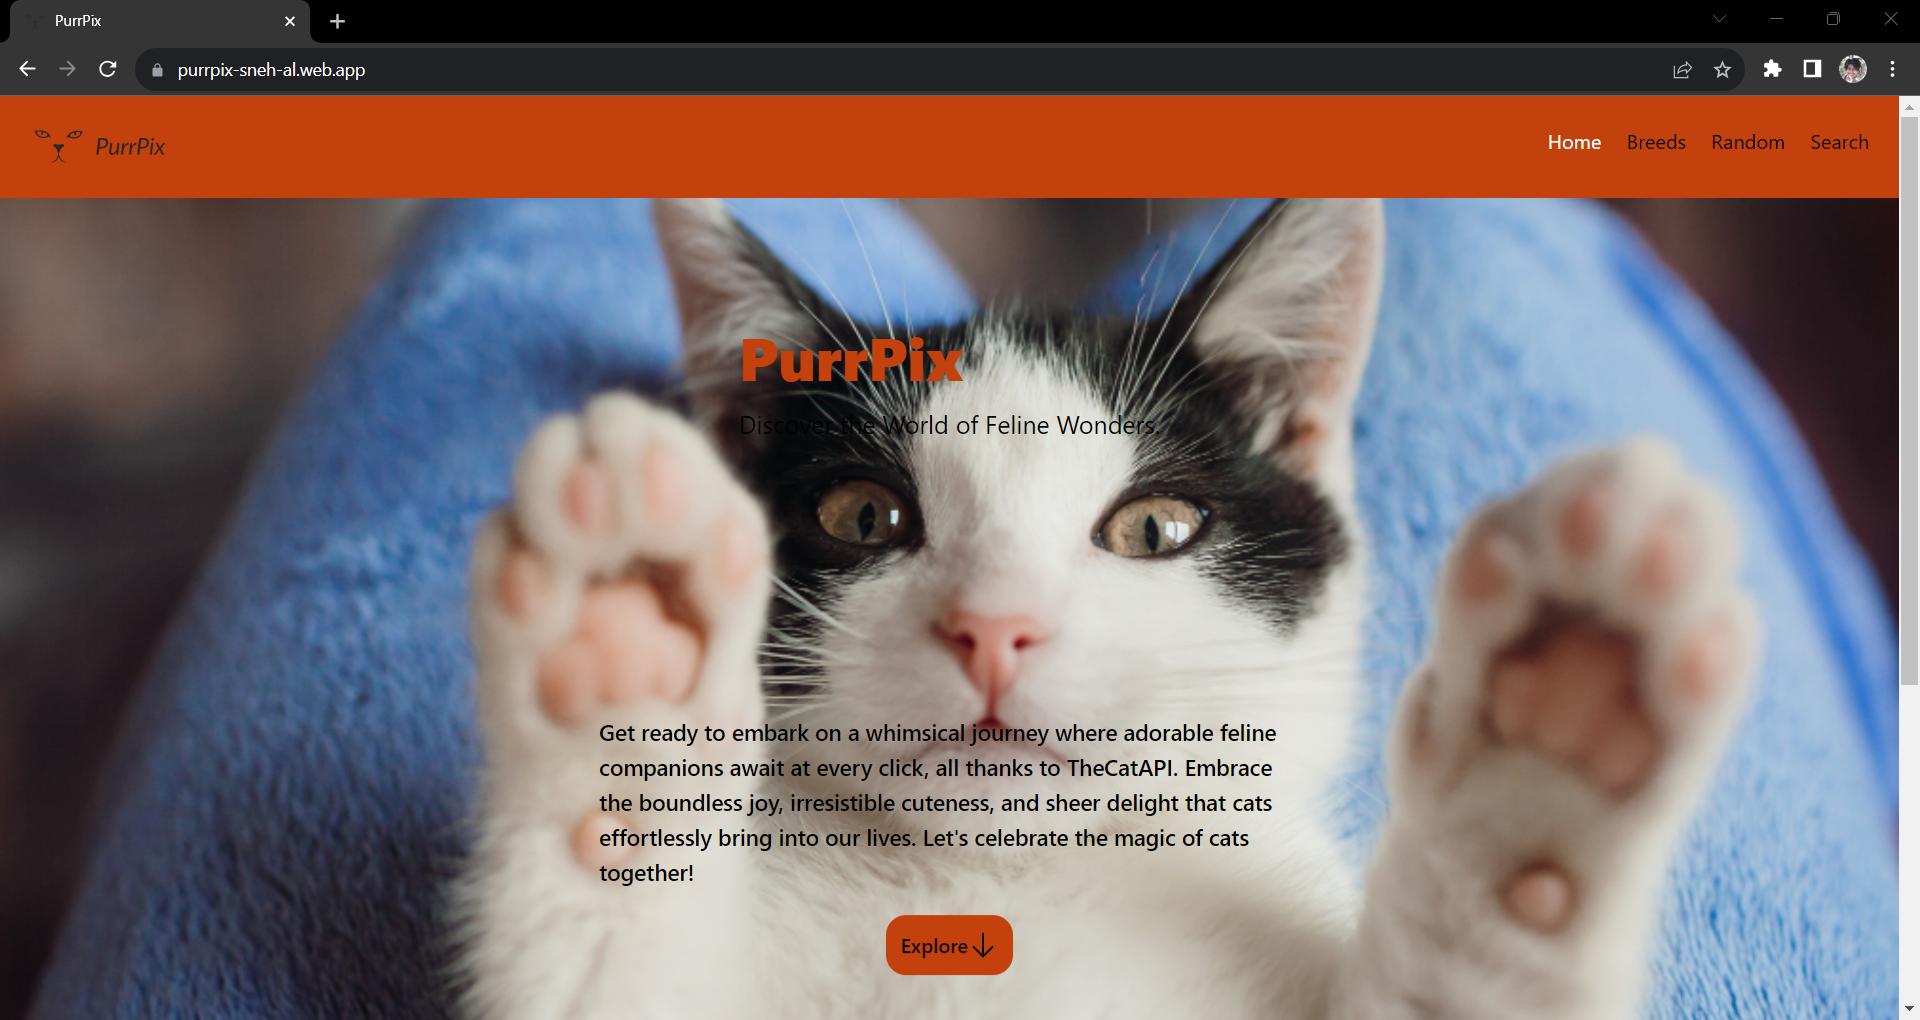 PurrPix
purrpix-sneh-al.web.app
PurrPix
Home Breeds Random Search
PurrPix
Discover the World of Feline Wonders.
Get ready to embark on a whimsical journey where adorable feline
companions await at every click, all thanks to TheCatAPI. Embrace
the boundless joy, irresistible cuteness, and sheer delight that cats
effortlessly bring into our lives. Let's celebrate the magic of cats
together!
Explore